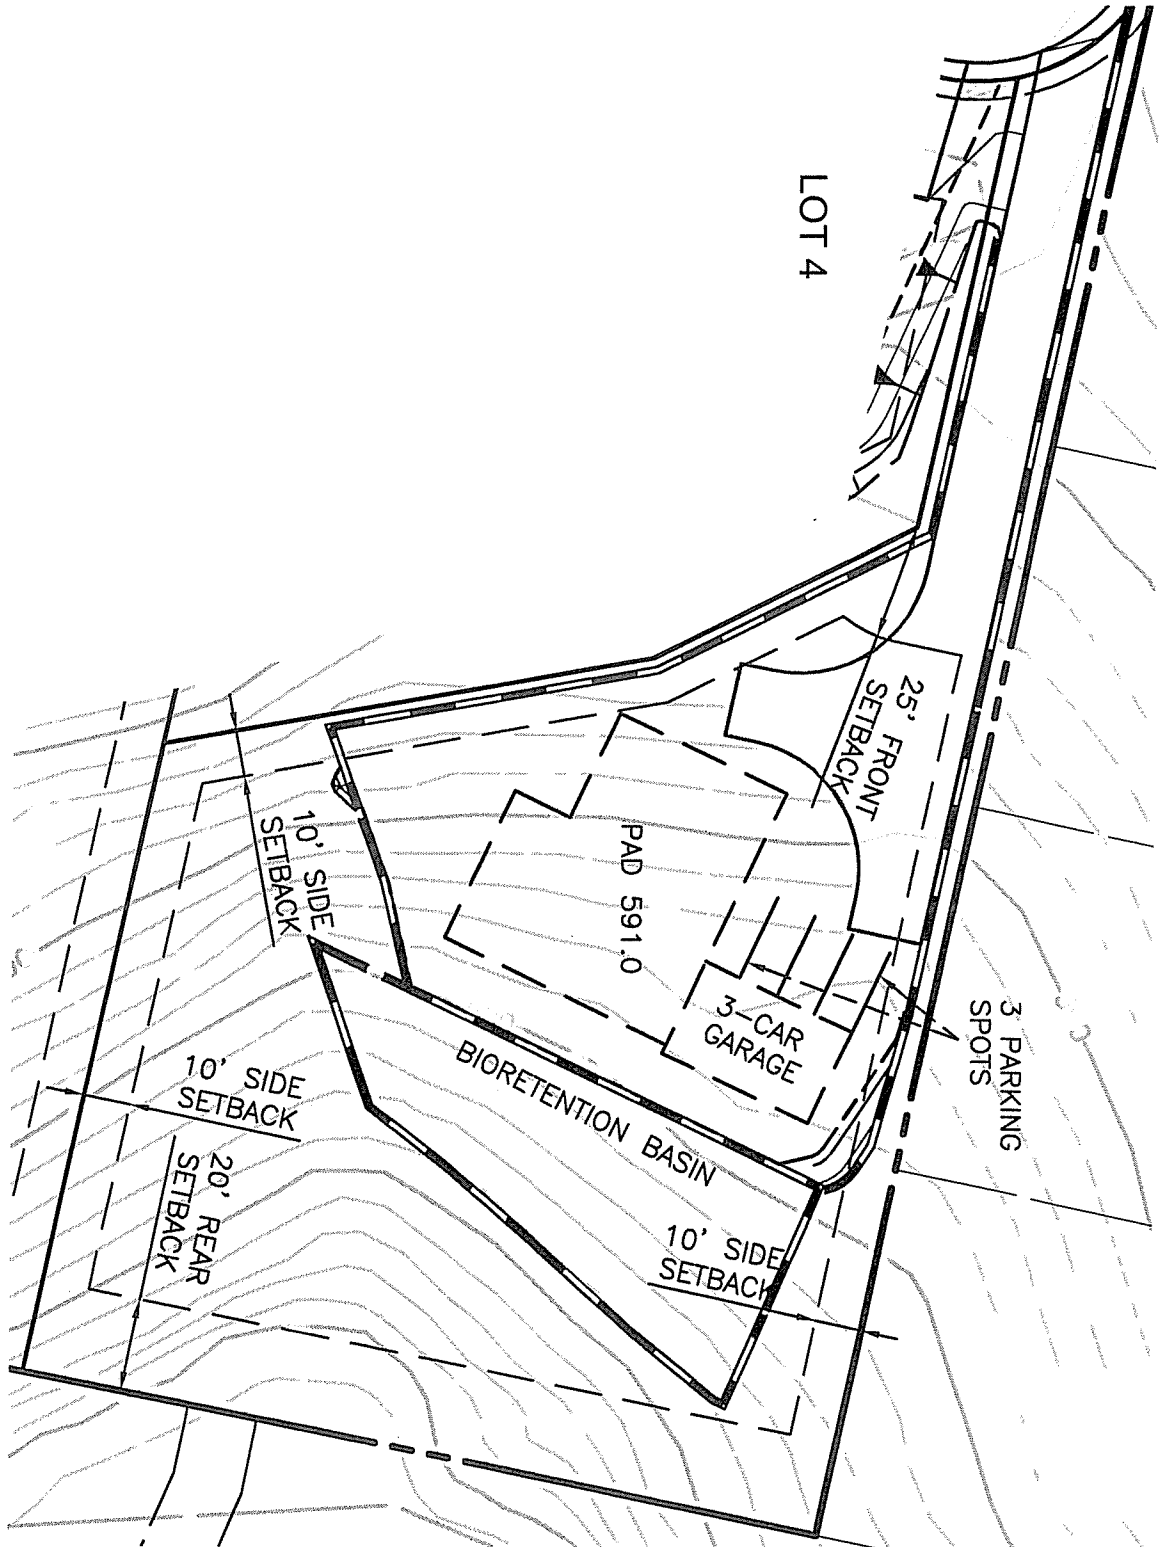 LOT 4
25' FRONT
SETBACK
PAD 591.0
10' SIDE
SETBACK
3-CAR
GARAGE
3 PARKING
SPOTS
BIORETENTION BASIN
10' SIDE
SETBACK
20' REAR
SETBACK
10' SIDE
SETBACK